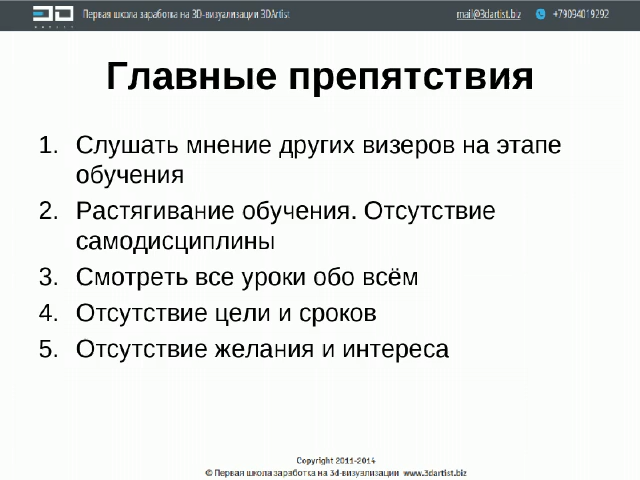 3D Первая школа заработка на 3D-визуализации 3DArtist mail@3dartist.biz +79094019292
Главные препятствия
1. Слушать мнение других визеров на этапе
обучения
2. Растягивание обучения. Отсутствие
самодисциплины
3. Смотреть все уроки обо всём
4. Отсутствие цели и сроков
5. Отсутствие желания и интереса
Copyright 2011-2014
© Первая школа заработка на 3d-визуализации www.3dartist.biz